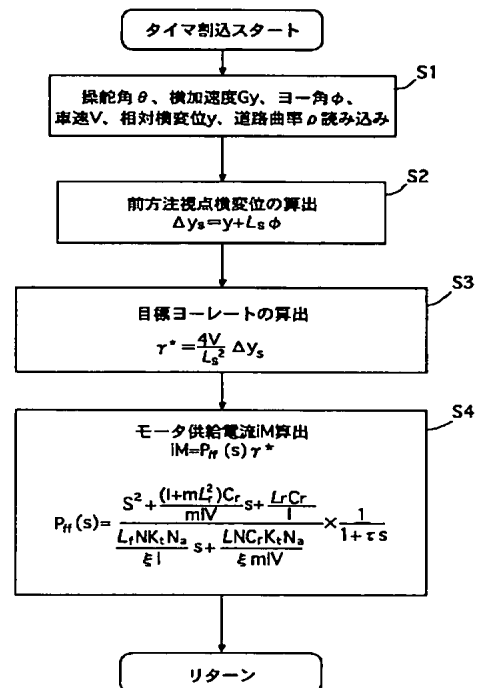 タイマ割込スタート
S1
操舵角θ、横加速度Gy、ヨー角φ、
車速V、相対横変位y、道路曲率ρ読み込み
S2
前方注視点横変位の算出
Δys=y+Lsφ
S3
目標ヨーレートの算出
γ*=4V/Ls² Δys
S4
モータ供給電流iM算出
iM=Pff(s)γ*
Pff(s)= (S²+((I+mLr²)Cr/mIV)s+(LrCr/I))/((LfNKtNa/ξI)s+(LNCrKtNa/ξmIV))×1/(1+τs)
リターン